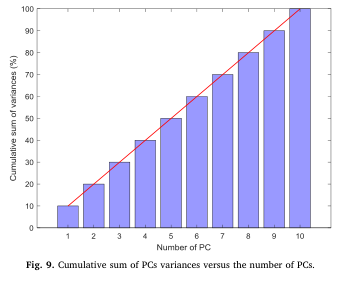 100
90
80
70
60
50
40
30
20
10
0
Cumulative sum of variances (%)
1 2 3 4 5 6 7 8 9 10
Number of PC
Fig. 9. Cumulative sum of PCs variances versus the number of PCs.